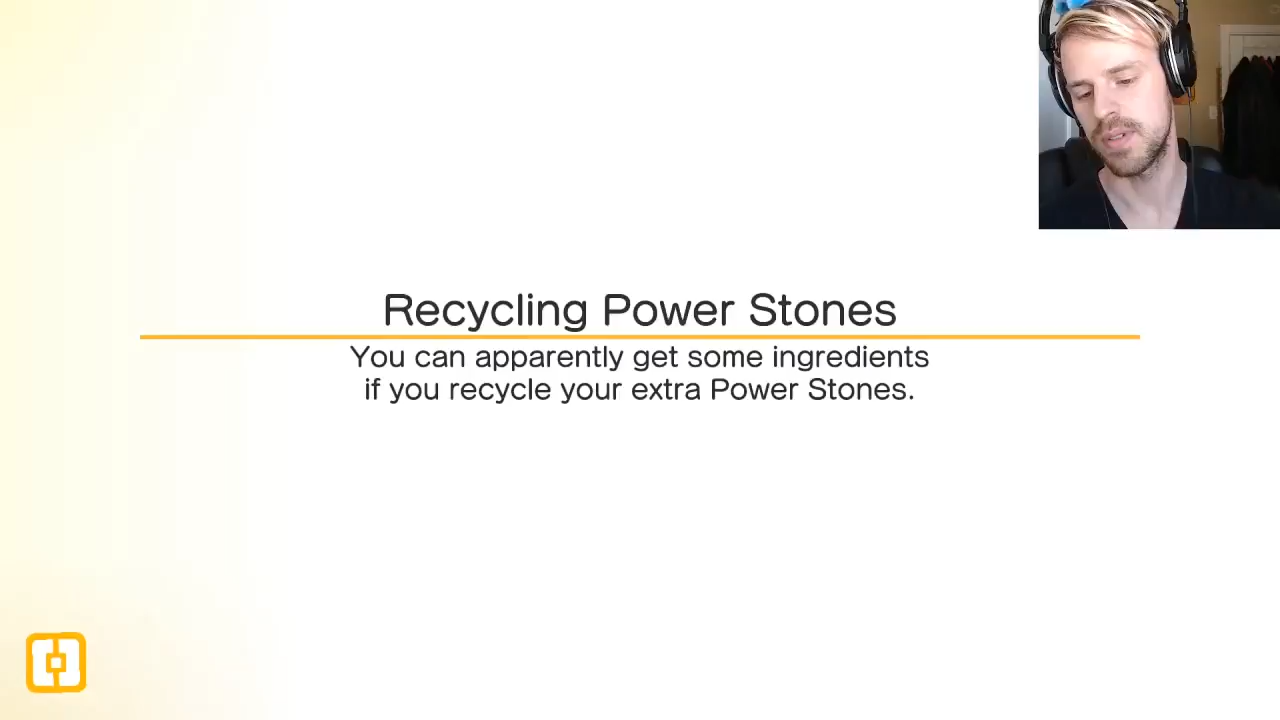 Recycling Power Stones
You can apparently get some ingredients
if you recycle your extra Power Stones.